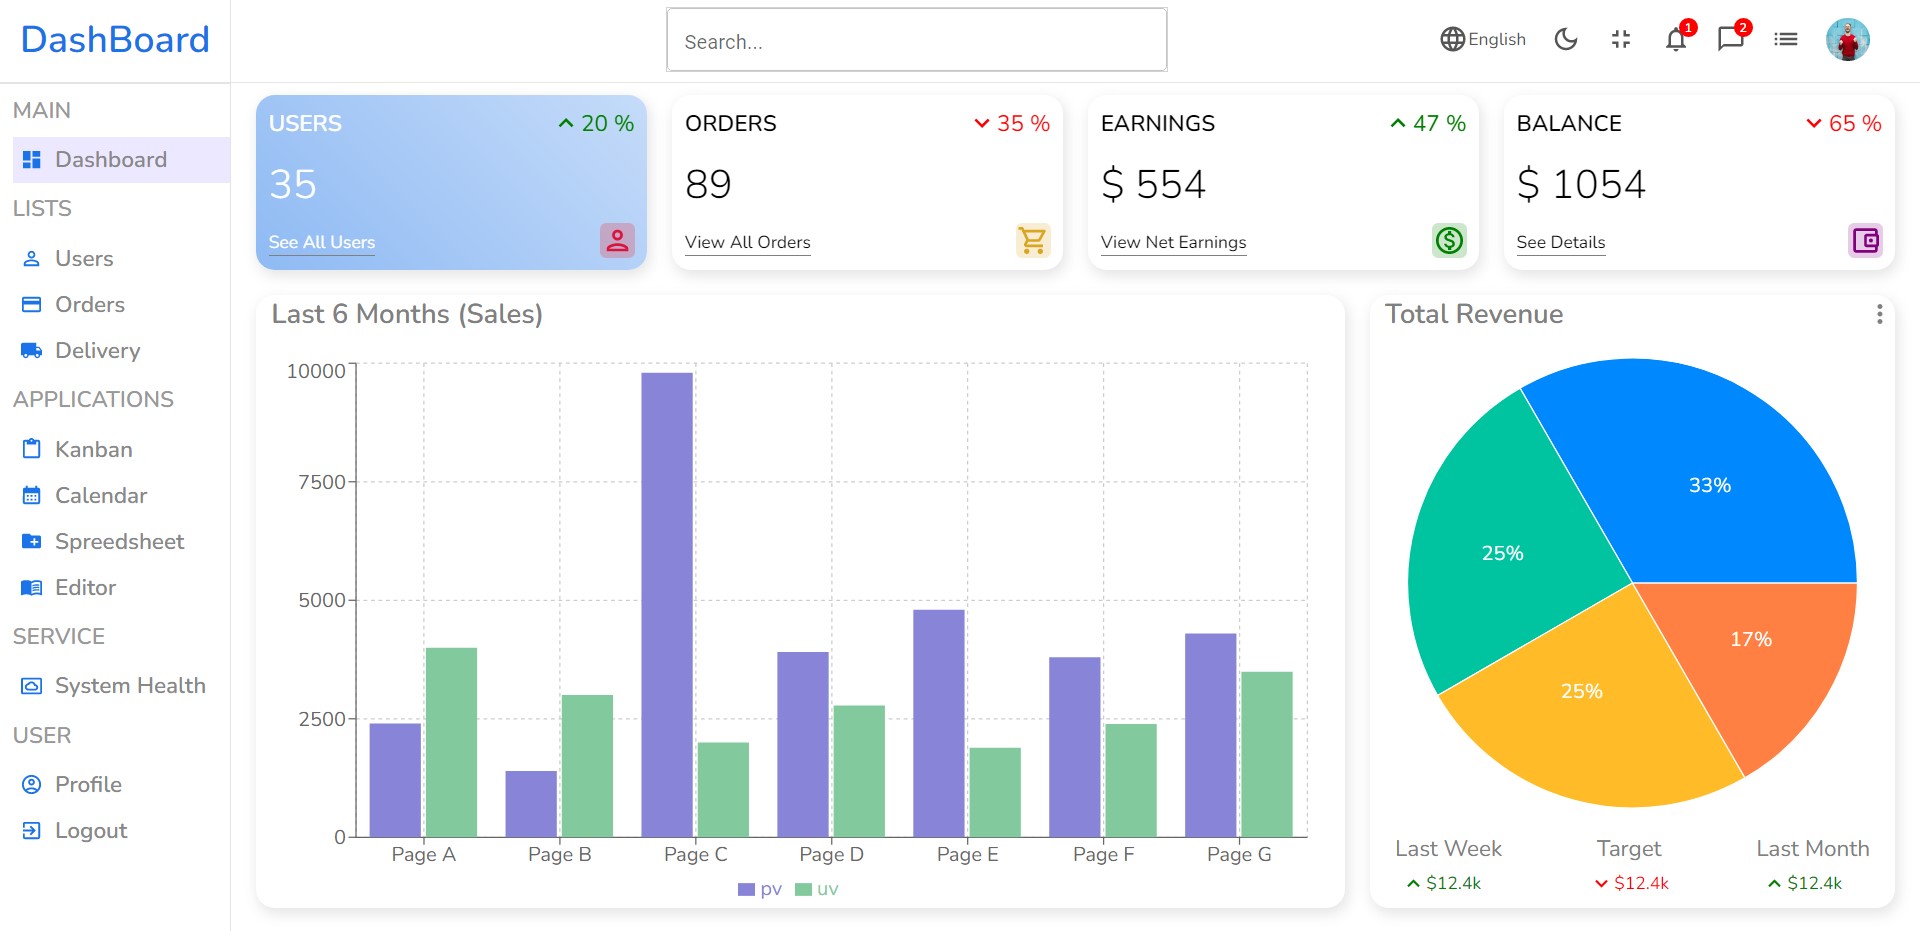 DashBoard
Search...
English
1
2
MAIN
Dashboard
LISTS
Users
Orders
Delivery
APPLICATIONS
Kanban
Calendar
Spreedsheet
Editor
SERVICE
System Health
USER
Profile
Logout
USERS
20 %
35
See All Users
ORDERS
35 %
89
View All Orders
EARNINGS
47 %
$ 554
View Net Earnings
BALANCE
65 %
$ 1054
See Details
Last 6 Months (Sales)
10000
7500
5000
2500
0
Page A Page B Page C Page D Page E Page F Page G
pv uv
Total Revenue
33%
25%
17%
25%
Last Week Target Last Month
$12.4k $12.4k $12.4k